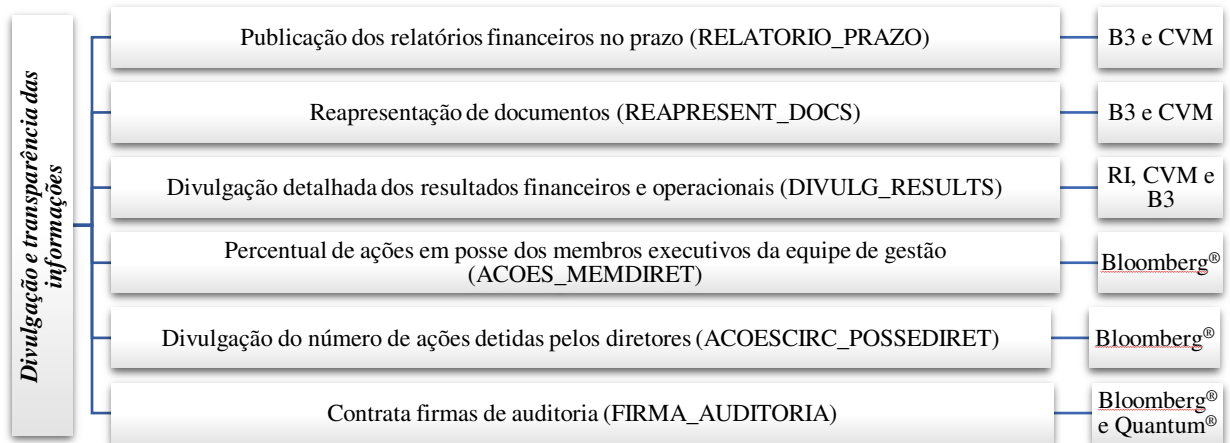 Divulgação e transparência das
informações
Publicação dos relatórios financeiros no prazo (RELATORIO_PRAZO)
B3 e CVM
Reapresentação de documentos (REAPRESENT_DOCS)
B3 e CVM
Divulgação detalhada dos resultados financeiros e operacionais (DIVULG_RESULTS)
RI, CVM e
B3
Percentual de ações em posse dos membros executivos da equipe de gestão
(ACOES_MEMDIRET)
Bloomberg®
Divulgação do número de ações detidas pelos diretores (ACOESCIRC_POSSEDIRET)
Bloomberg®
Contrata firmas de auditoria (FIRMA_AUDITORIA)
Bloomberg®
e Quantum®